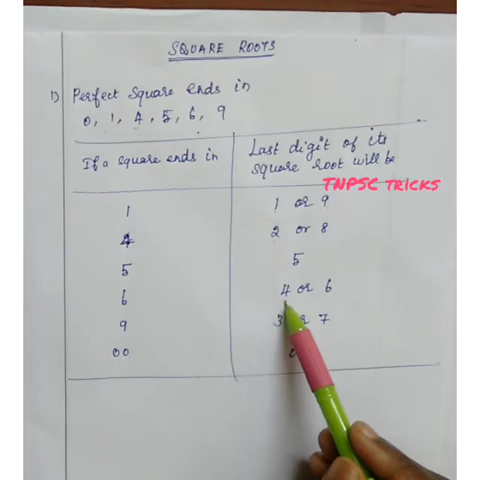 SQUARE ROOTS
1) Perfect Square ends in
0, 1, 4, 5, 6, 9
If a square ends in
Last digit of its
square root will be
TNPSC TRICKS
1 1 or 9
4 2 or 8
5 5
6 4 or 6
9 3 or 7
00